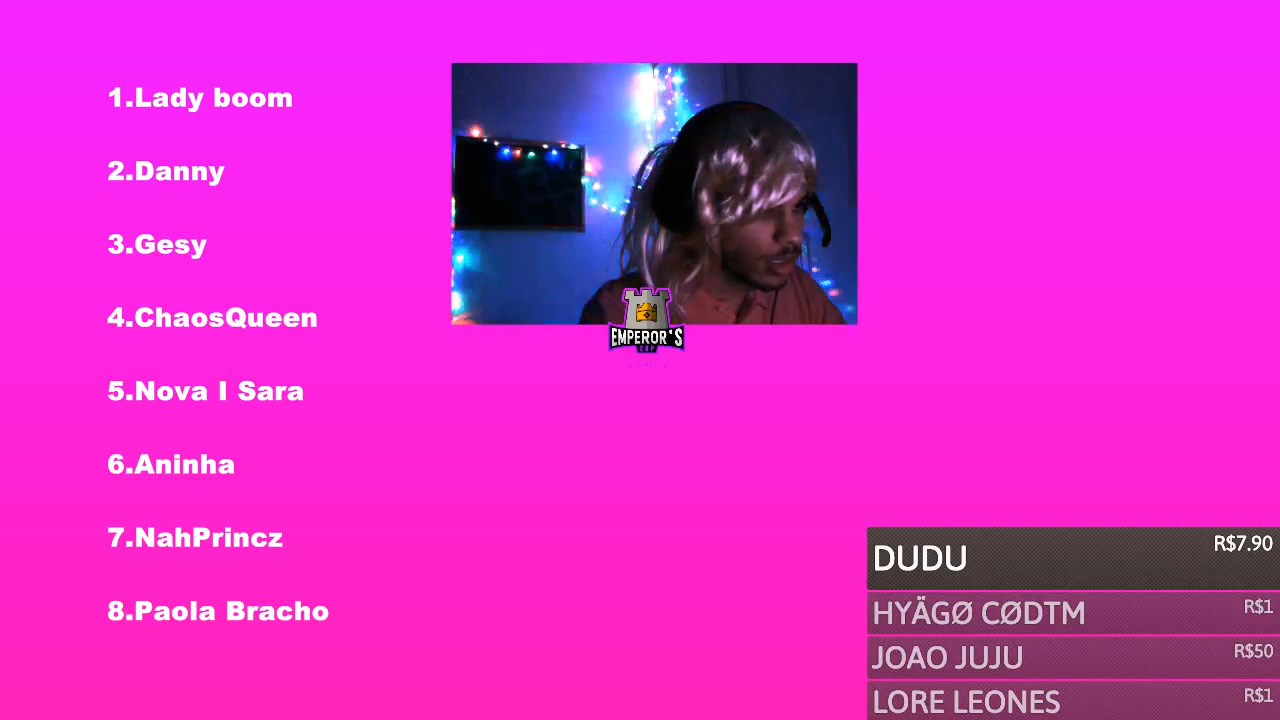 1.Lady boom
2.Danny
3.Gesy
4.ChaosQueen
5.Nova I Sara
6.Aninha
7.NahPrincz
8.Paola Bracho
EMPEROR'S
CUP
DUDU R$7.90
HYÄGØ CØDTM R$1
JOAO JUJU R$50
LORE LEONES R$1